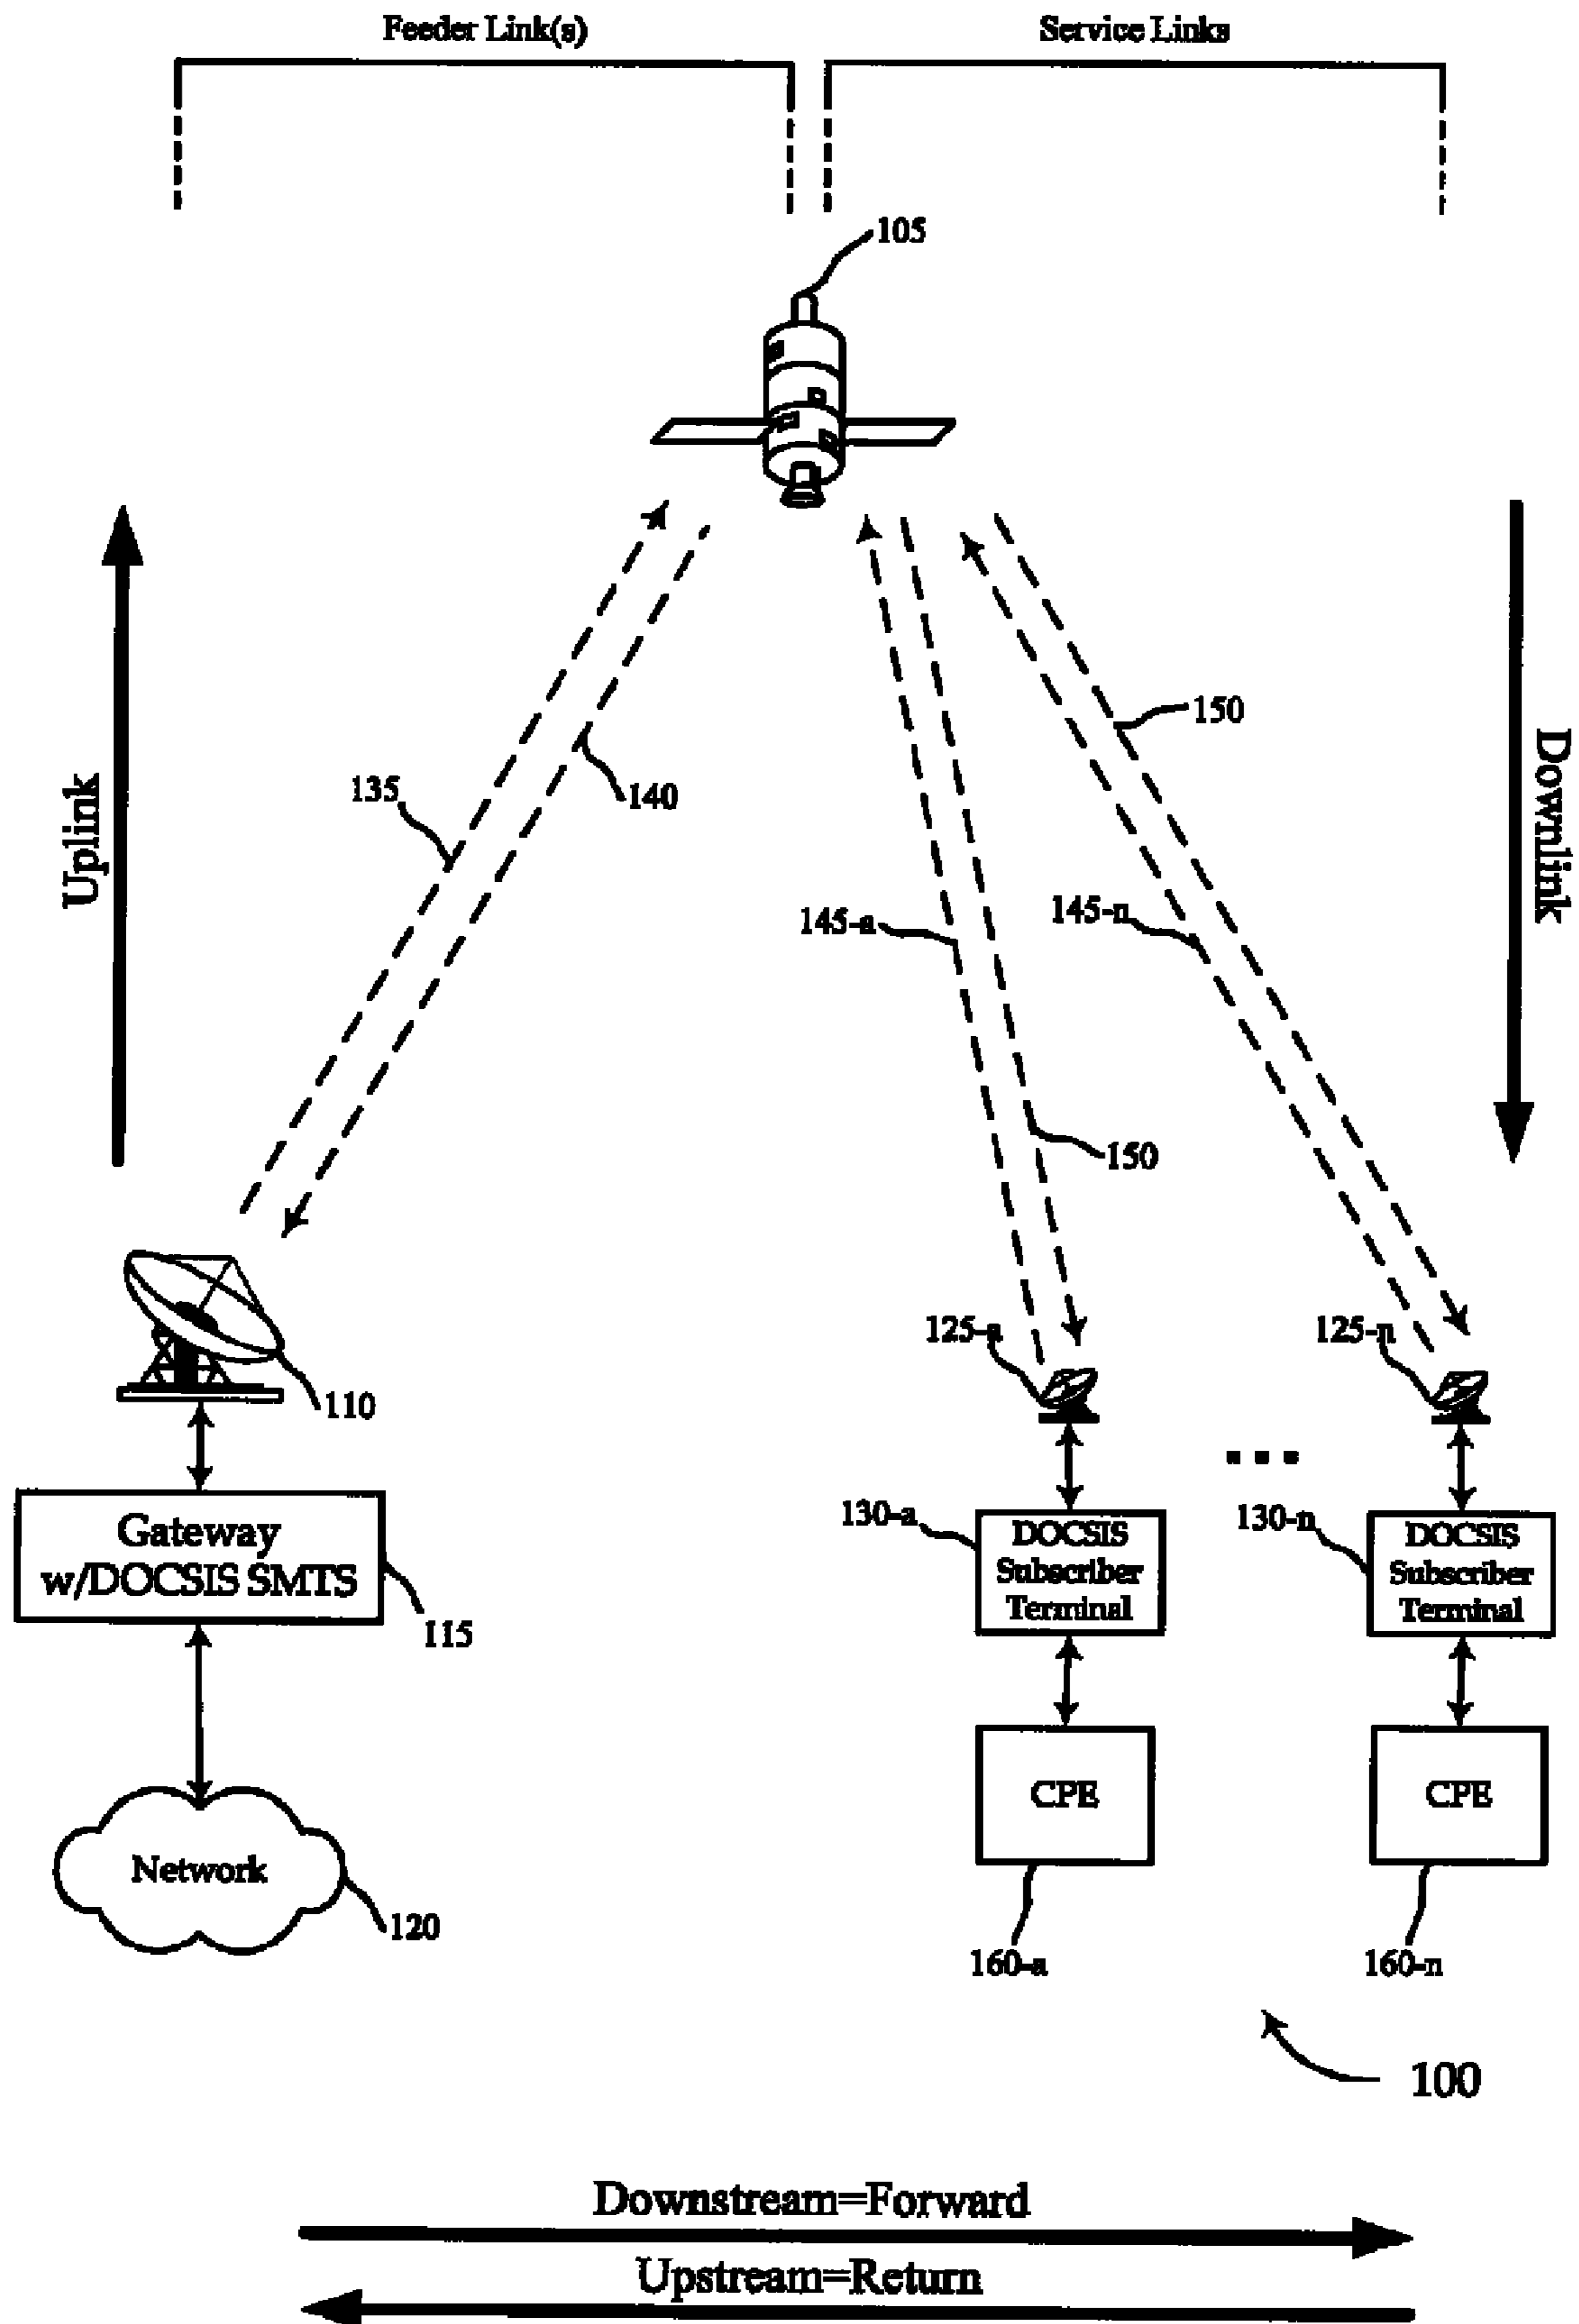 Feeder Link(s)
Service Links
105
Uplink
Downlink
135
140
150
145-a
145-n
150
125-a
125-n
110
Gateway
w/DOCSIS SMTS
115
130-a
DOCSIS
Subscriber
Terminal
130-n
DOCSIS
Subscriber
Terminal
Network
120
CPE
CPE
160-a
160-n
100
Downstream=Forward
Upstream=Return